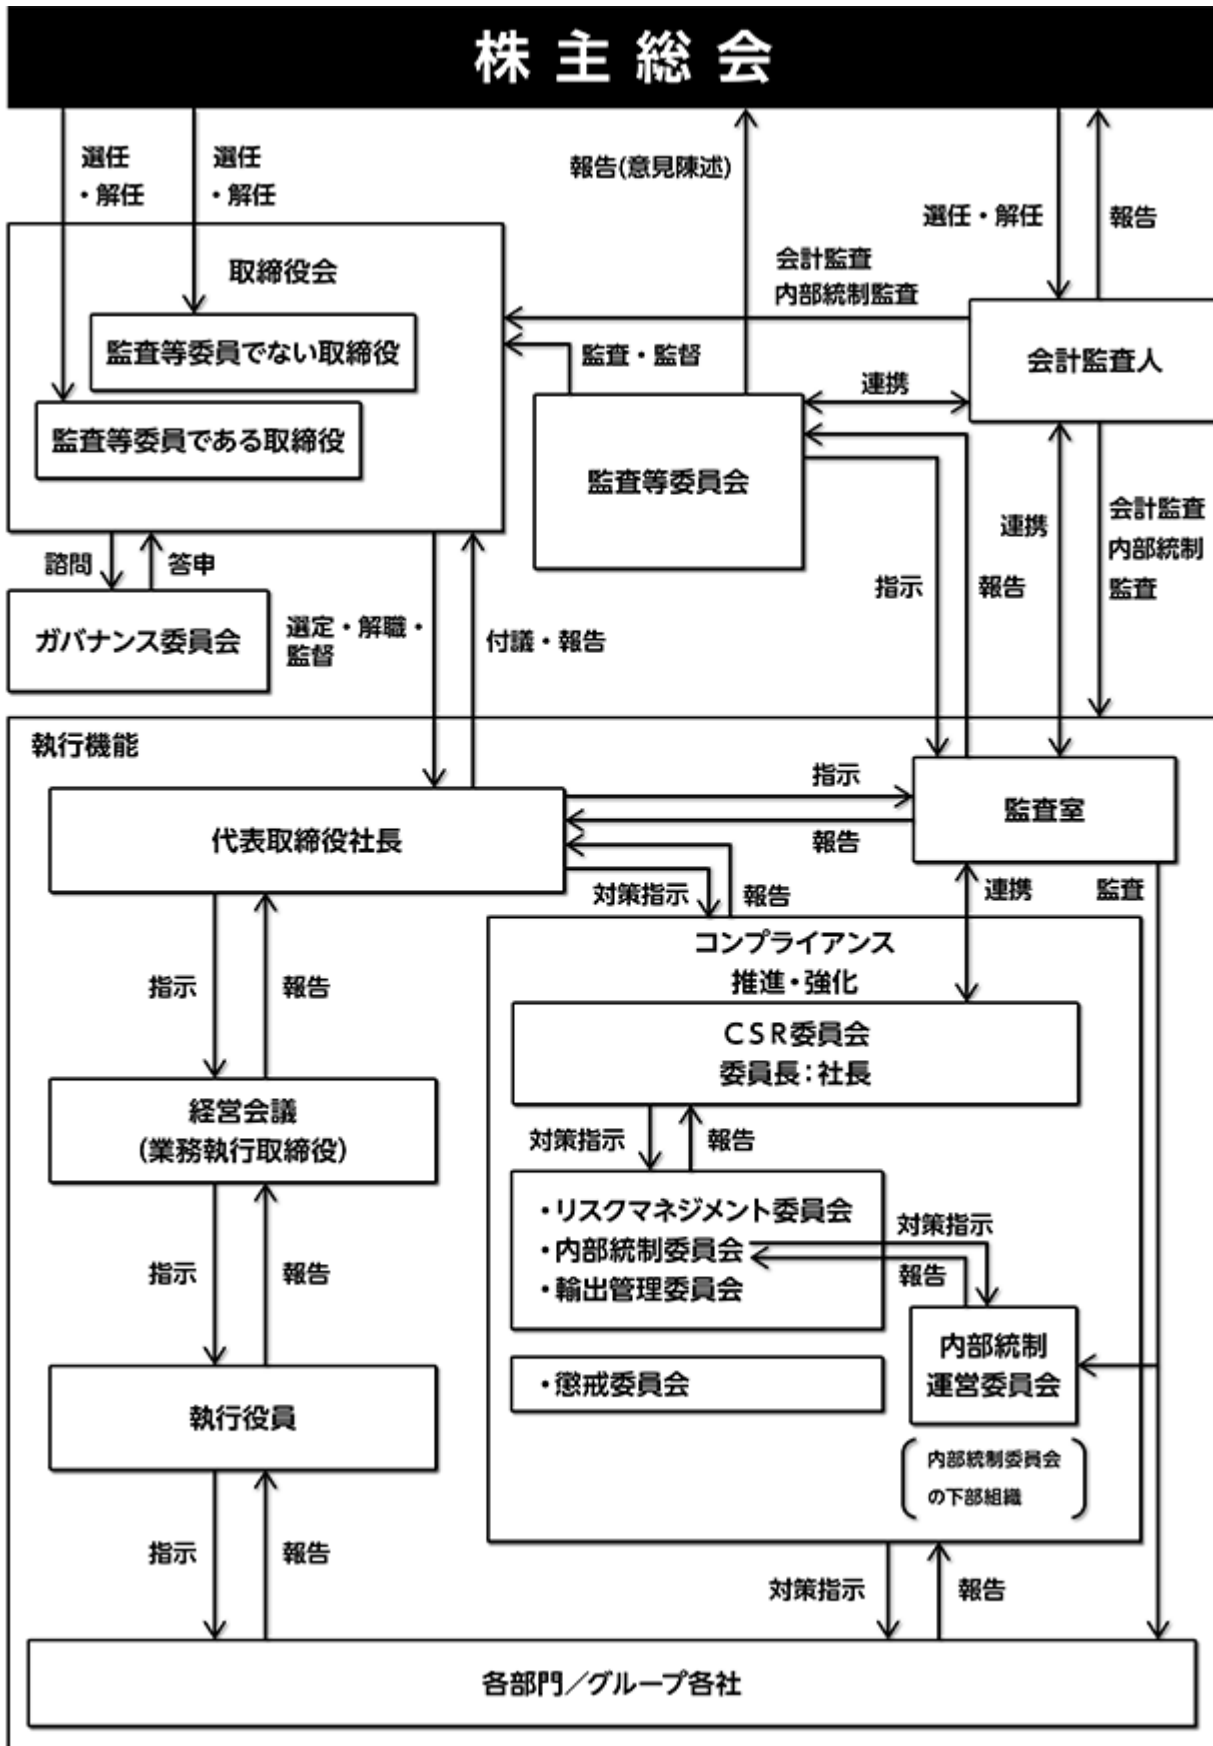 株主総会
選任
・解任
選任
・解任
報告(意見陳述)
選任・解任
報告
取締役会
監査等委員でない取締役
監査等委員である取締役
会計監査
内部統制監査
監査・監督
会計監査人
連携
監査等委員会
諮問
答申
ガバナンス委員会
選定・解職・
監督
付議・報告
指示
報告
連携
会計監査
内部統制
監査
執行機能
代表取締役社長
指示
報告
監査室
対策指示
報告
連携
監査
指示
報告
コンプライアンス
推進・強化
CSR委員会
委員長：社長
経営会議
(業務執行取締役)
対策指示
報告
・リスクマネジメント委員会
・内部統制委員会
・輸出管理委員会
対策指示
報告
指示
報告
内部統制
運営委員会
・懲戒委員会
執行役員
内部統制委員会
の下部組織
指示
報告
対策指示
報告
各部門／グループ各社